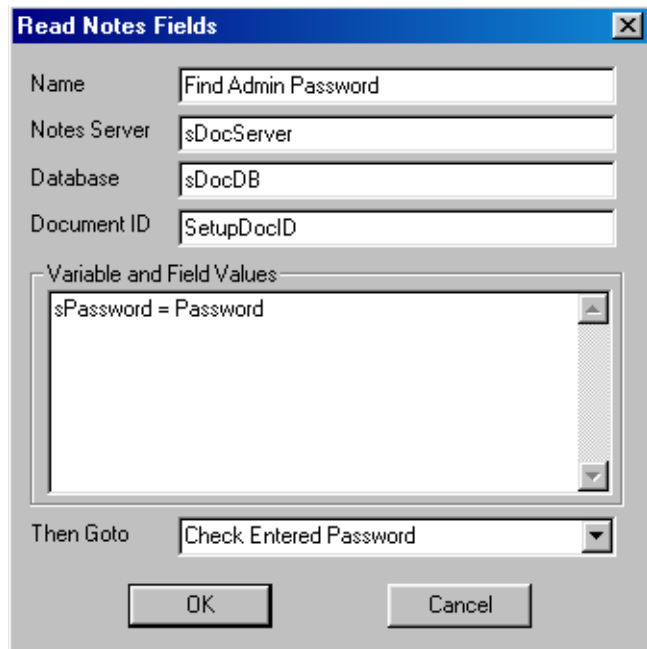 Read Notes Fields
Name Find Admin Password
Notes Server sDocServer
Database sDocDB
Document ID SetupDocID
Variable and Field Values
sPassword = Password
Then Goto Check Entered Password
OK Cancel